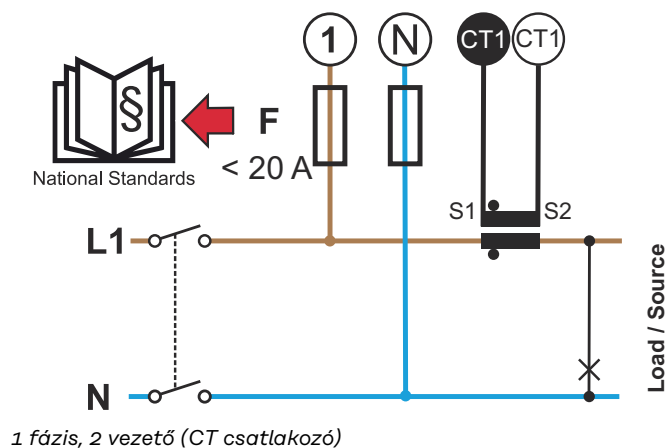 1 N CT1 CT1
§
F
National Standards
< 20 A
S1 S2
L1
Load / Source
N
1 fázis, 2 vezető (CT csatlakozó)